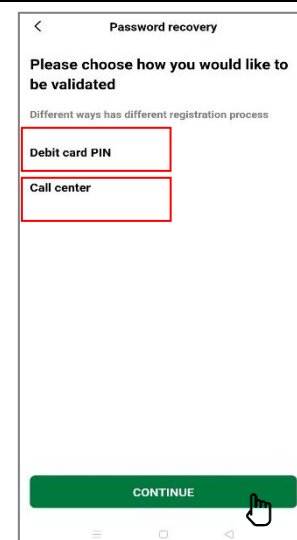 Password recovery
Please choose how you would like to
be validated
Different ways has different registration process
Debit card PIN
Call center
CONTINUE